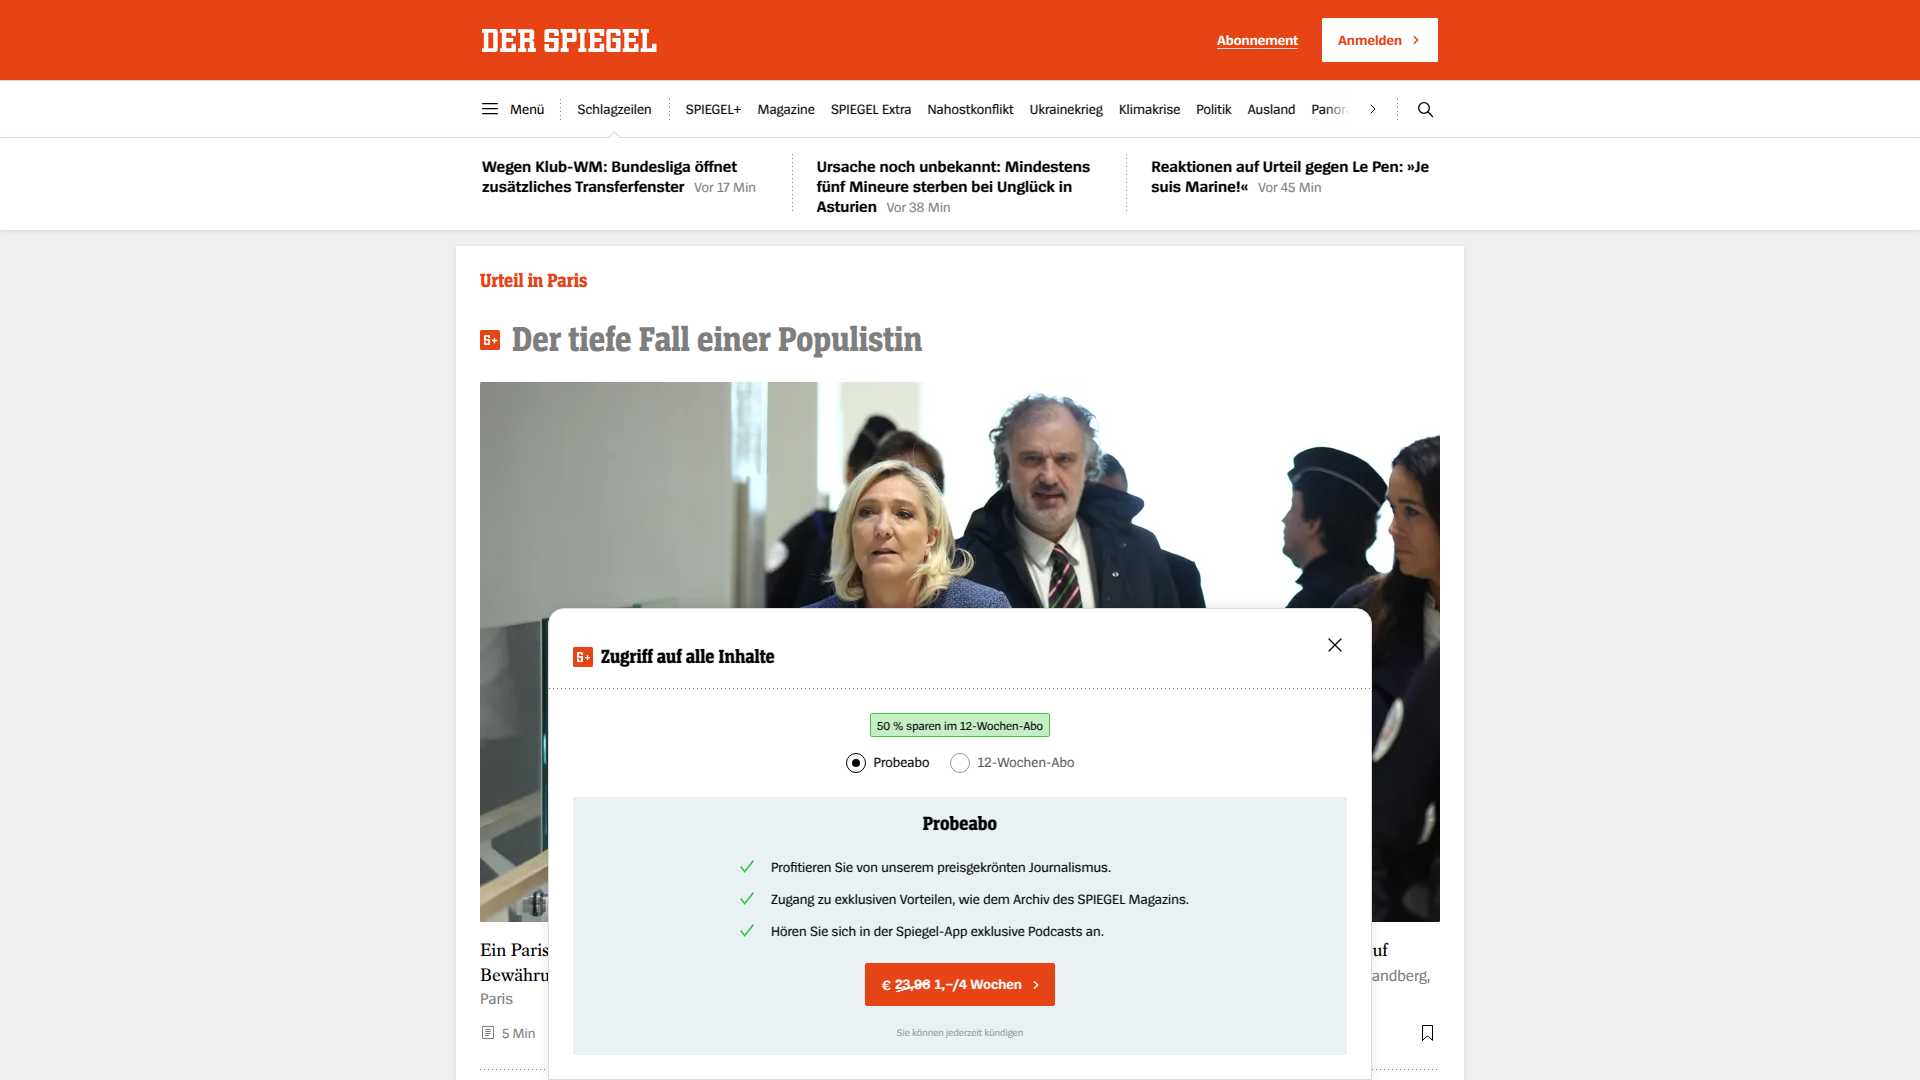 DER SPIEGEL
Abonnement
Anmelden
Menü
Schlagzeilen
SPIEGEL+
Magazine
SPIEGEL Extra
Nahostkonflikt
Ukrainekrieg
Klimakrise
Politik
Ausland
Wegen Klub-WM: Bundesliga öffnet
zusätzliches Transferfenster Vor 17 Min
Ursache noch unbekannt: Mindestens
fünf Mineure sterben bei Unglück in
Asturien Vor 38 Min
Reaktionen auf Urteil gegen Le Pen: »Je
suis Marine!« Vor 45 Min
Urteil in Paris
S+ Der tiefe Fall einer Populistin
S+ Zugriff auf alle Inhalte
50 % sparen im 12-Wochen-Abo
Probeabo
12-Wochen-Abo
Probeabo
Profitieren Sie von unserem preisgekrönten Journalismus.
Zugang zu exklusiven Vorteilen, wie dem Archiv des SPIEGEL Magazins.
Hören Sie sich in der Spiegel-App exklusive Podcasts an.
€ 23,96 1,–/4 Wochen
Sie können jederzeit kündigen
Ein Paris
Bewähru
Paris
5 Min